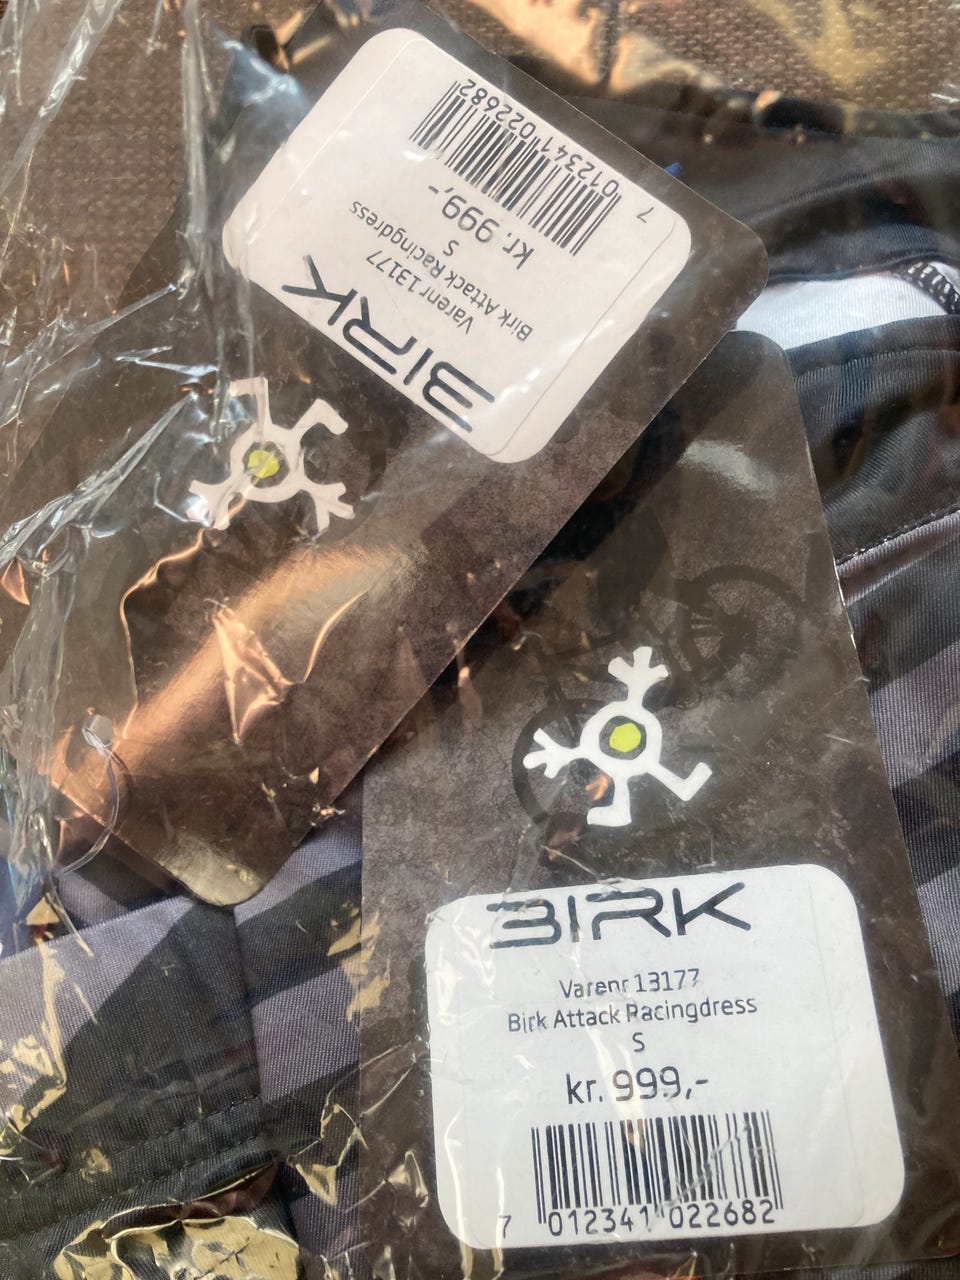 BIRK
Varenr 13177
Birk Attack Racingdress
S
kr. 999,-
7 012341 022682
BIRK
Varenr 13177
Birk Attack Racingdress
S
kr. 999,-
7 012341 022682